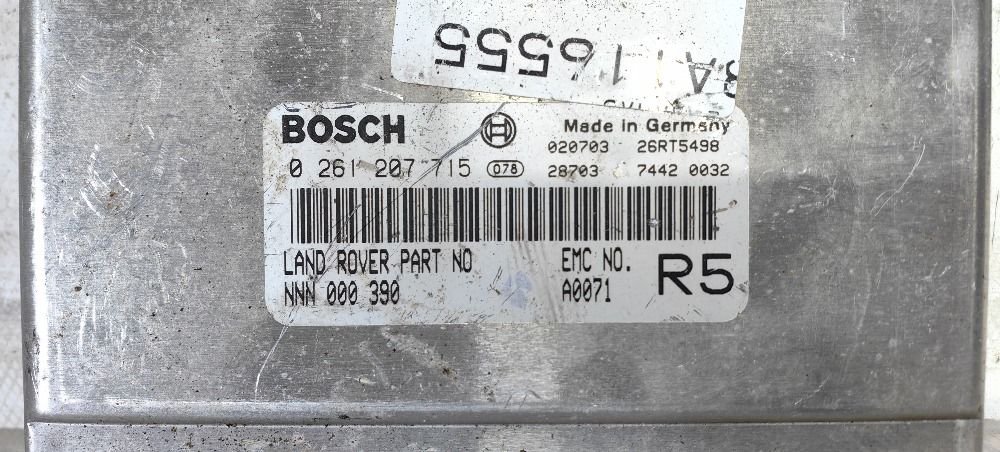 16555
BOSCH
Made in Germany
020703 26RT5498
0 261 207 715 078 28703 7442 0032
LAND ROVER PART NO EMC NO. R5
NNN 000 390 A0071